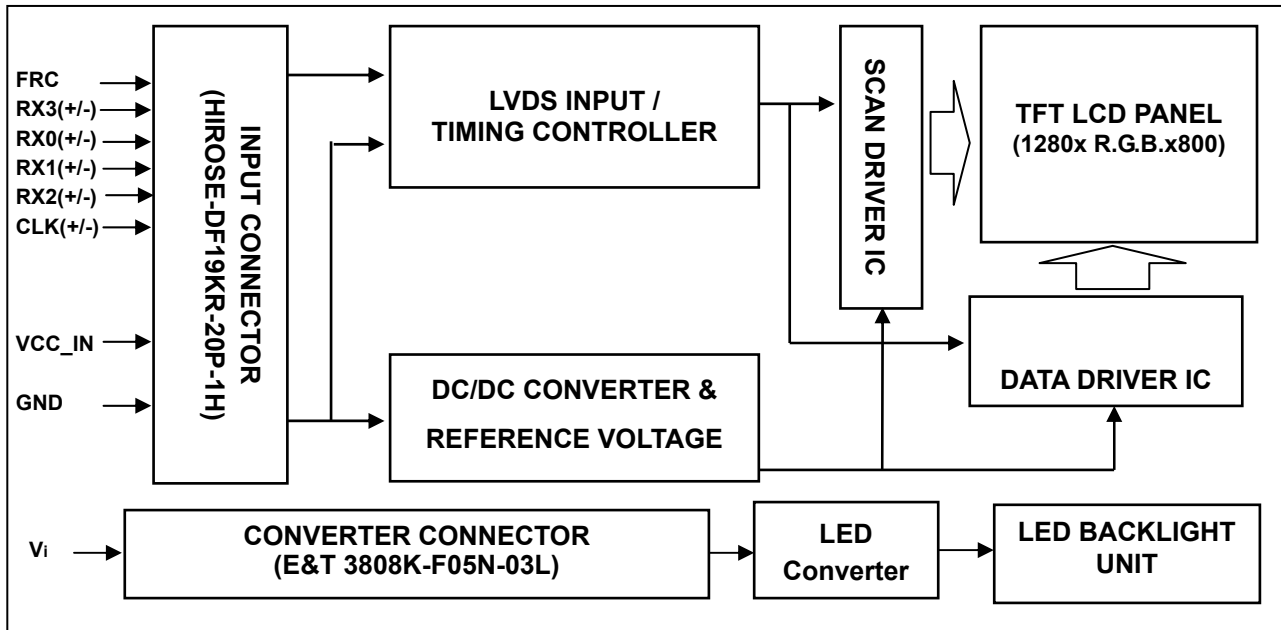 FRC
RX3(+/-)
RX0(+/-)
RX1(+/-)
RX2(+/-)
CLK(+/-)
VCC_IN
GND
INPUT CONNECTOR
(HIROSE-DF19KR-20P-1H)
LVDS INPUT /
TIMING CONTROLLER
SCAN DRIVER IC
TFT LCD PANEL
(1280x R.G.B.x800)
DC/DC CONVERTER &
REFERENCE VOLTAGE
DATA DRIVER IC
Vi
CONVERTER CONNECTOR
(E&T 3808K-F05N-03L)
LED
Converter
LED BACKLIGHT
UNIT